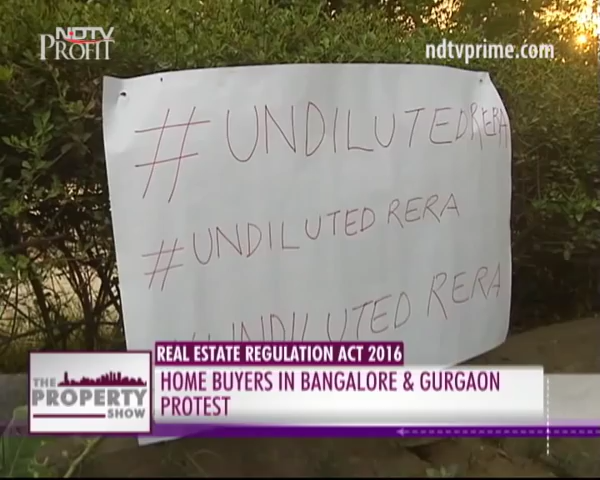 NDTV
PROFIT
ndtvprime.com
# UNDILUTEDRERA
# UNDILUTED RERA
# UNDILUTED RERA
REAL ESTATE REGULATION ACT 2016
THE
PROPERTY
SHOW
HOME BUYERS IN BANGALORE & GURGAON
PROTEST